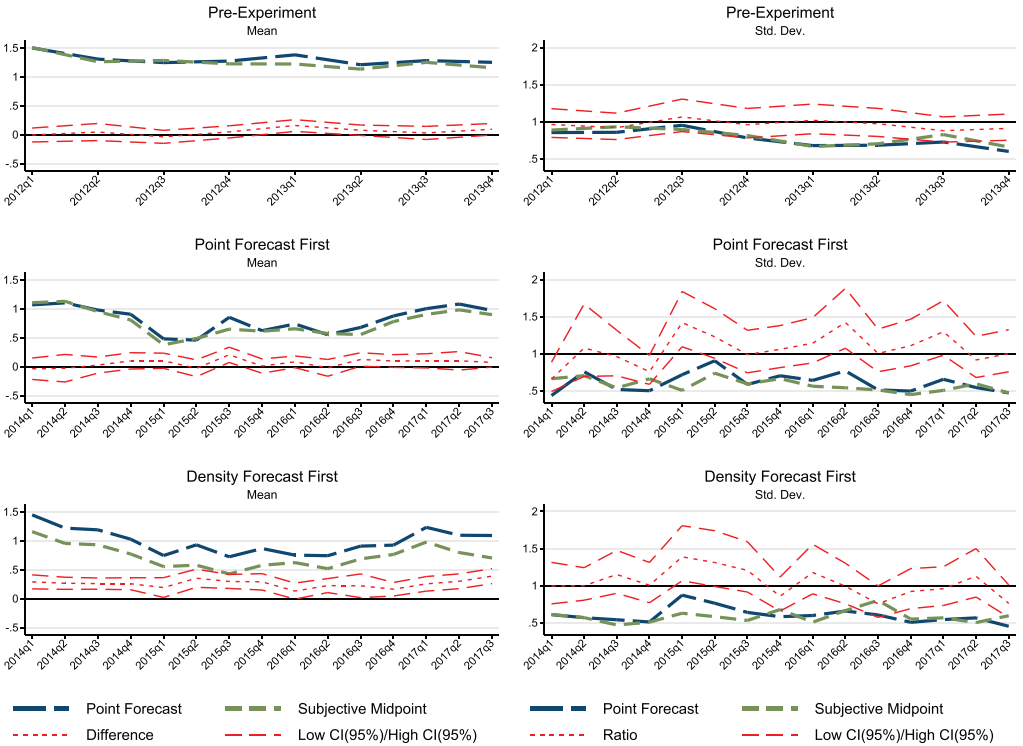 Pre-Experiment
Mean
1.5
1
.5
0
-.5
2012q1
2012q2
2012q3
2012q4
2013q1
2013q2
2013q3
2013q4
Pre-Experiment
Std. Dev.
2
1.5
1
.5
2012q1
2012q2
2012q3
2012q4
2013q1
2013q2
2013q3
2013q4
Point Forecast First
Mean
1.5
1
.5
0
-.5
2014q1
2014q2
2014q3
2014q4
2015q1
2015q2
2015q3
2015q4
2016q1
2016q2
2016q3
2016q4
2017q1
2017q2
2017q3
Point Forecast First
Std. Dev.
2
1.5
1
.5
2014q1
2014q2
2014q3
2014q4
2015q1
2015q2
2015q3
2015q4
2016q1
2016q2
2016q3
2016q4
2017q1
2017q2
2017q3
Density Forecast First
Mean
1.5
1
.5
0
-.5
2014q1
2014q2
2014q3
2014q4
2015q1
2015q2
2015q3
2015q4
2016q1
2016q2
2016q3
2016q4
2017q1
2017q2
2017q3
Density Forecast First
Std. Dev.
2
1.5
1
.5
2014q1
2014q2
2014q3
2014q4
2015q1
2015q2
2015q3
2015q4
2016q1
2016q2
2016q3
2016q4
2017q1
2017q2
2017q3
Point Forecast
Subjective Midpoint
Difference
Low CI(95%)/High CI(95%)
Point Forecast
Subjective Midpoint
Ratio
Low CI(95%)/High CI(95%)